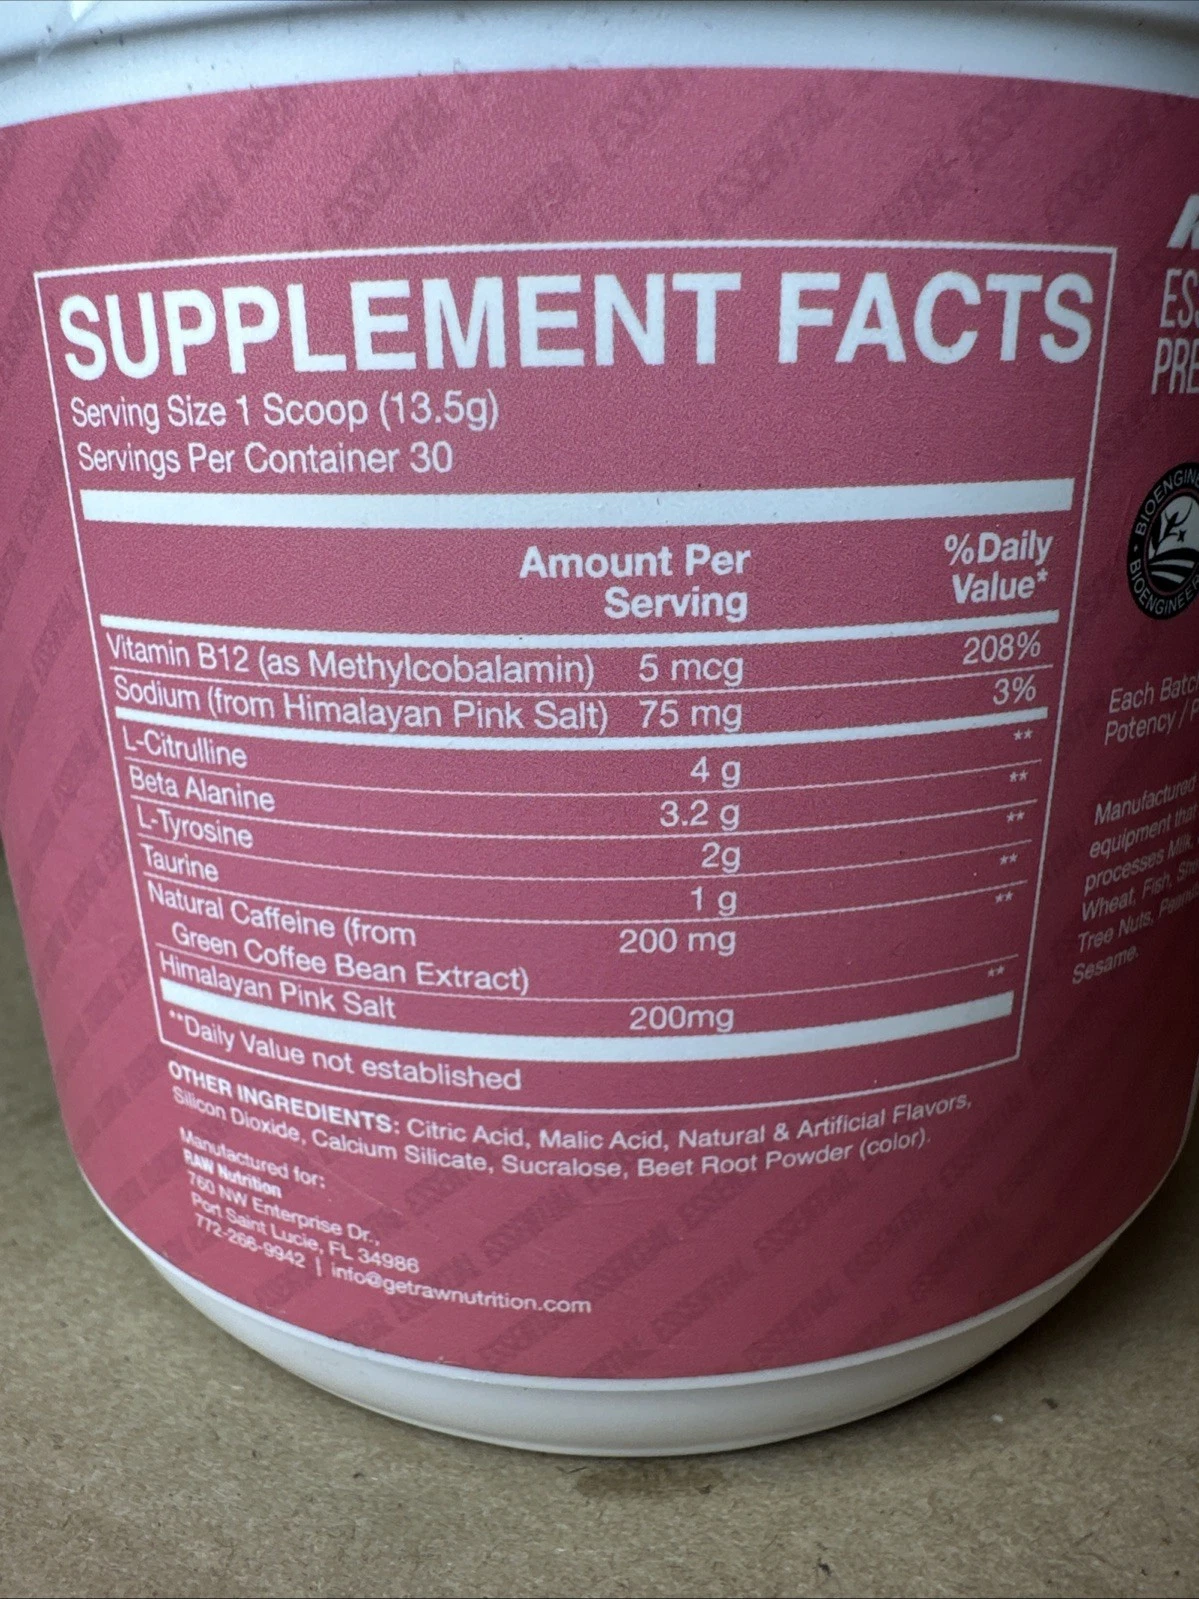 SUPPLEMENT FACTS
Serving Size 1 Scoop (13.5g)
Servings Per Container 30
Amount Per
Serving
%Daily
Value*
Vitamin B12 (as Methylcobalamin) 5 mcg 208%
Sodium (from Himalayan Pink Salt) 75 mg 3%
L-Citrulline 4 g **
Beta Alanine 3.2 g **
L-Tyrosine 2g **
Taurine 1 g **
Natural Caffeine (from 200 mg **
Green Coffee Bean Extract)
Himalayan Pink Salt 200mg **
**Daily Value not established
OTHER INGREDIENTS: Citric Acid, Malic Acid, Natural & Artificial Flavors,
Silicon Dioxide, Calcium Silicate, Sucralose, Beet Root Powder (color).
Manufactured for:
RAW Nutrition
760 NW Enterprise Dr.,
Port Saint Lucie, FL 34986
772-266-9942 | info@getrawnutrition.com
Each
Potency /
Manufactured
equipment that
processes Milk,
Wheat, Fish,
Tree Nuts,
Sesame.
ESSENTIAL